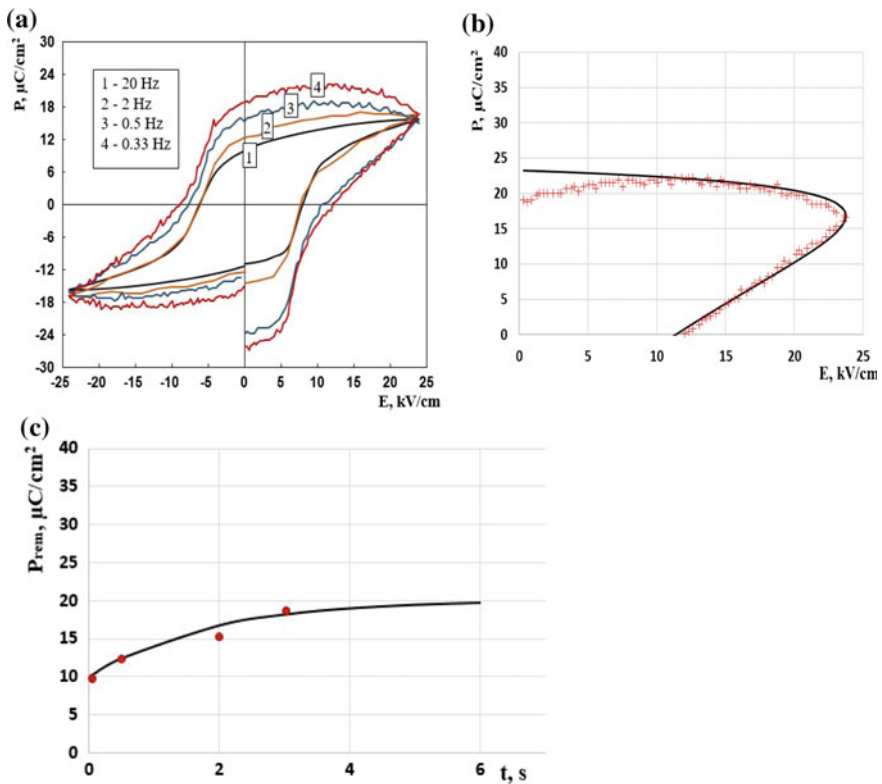 (a)
P, µC/cm²
30
24
18
12
6
0
-6
-12
-18
-24
-30
1 - 20 Hz
2 - 2 Hz
3 - 0.5 Hz
4 - 0.33 Hz
4
3
2
1
-25 -20 -15 -10 -5 0 5 10 15 20 25
E, kV/cm
(b)
P, µC/cm²
40
35
30
25
20
15
10
5
0
0 5 10 15 20 25
E, kV/cm
(c)
Prem, µC/cm²
40
35
30
25
20
15
10
5
0
0 2 4 6
t, s